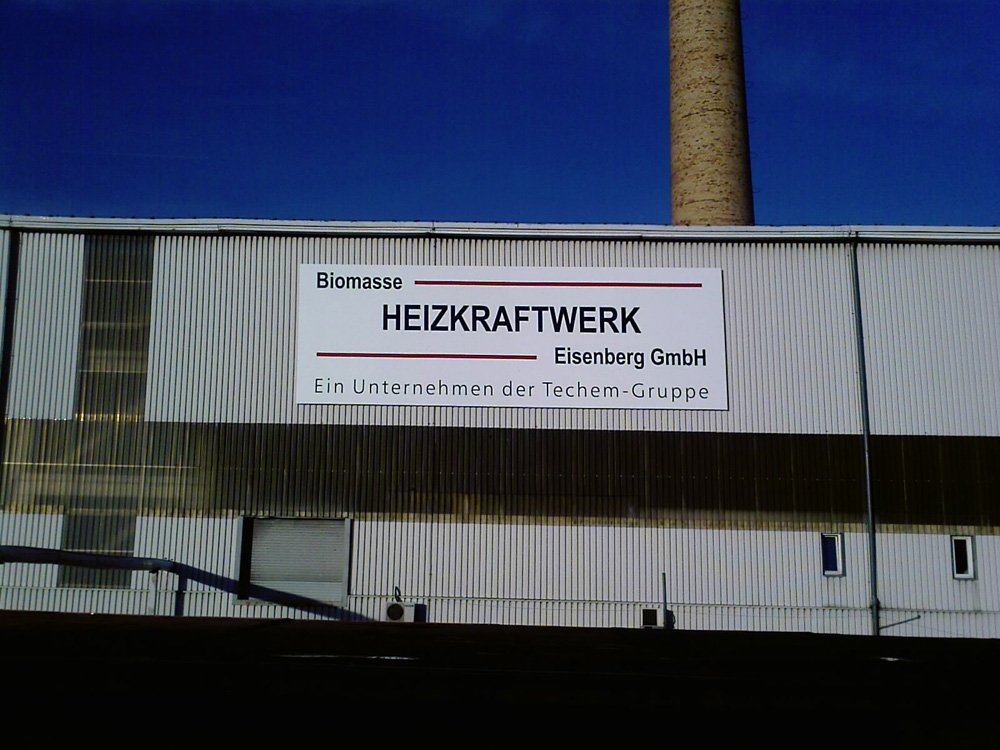 Biomasse
HEIZKRAFTWERK
Eisenberg GmbH
Ein Unternehmen der Techem-Gruppe